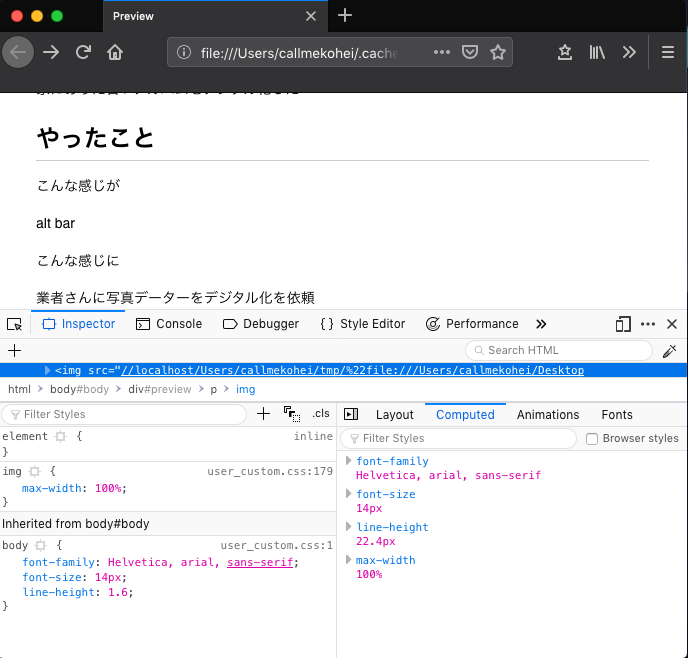 Preview
file:///Users/callmekohei/.cache
やったこと
こんな感じが
alt bar
こんな感じに
業者さんに写真データーをデジタル化を依頼
Inspector
Console
Debugger
{ } Style Editor
Performance
Search HTML
<img src="//localhost/Users/callmekohei/tmp/%22file:///Users/callmekohei/Desktop
html > body#body > div#preview > p > img
Filter Styles
.cls
element {
inline
}
img {
user_custom.css:179
max-width: 100%;
}
Inherited from body#body
body {
user_custom.css:1
font-family: Helvetica, arial, sans-serif;
font-size: 14px;
line-height: 1.6;
}
Layout
Computed
Animations
Fonts
Filter Styles
Browser styles
font-family
Helvetica, arial, sans-serif
font-size
14px
line-height
22.4px
max-width
100%